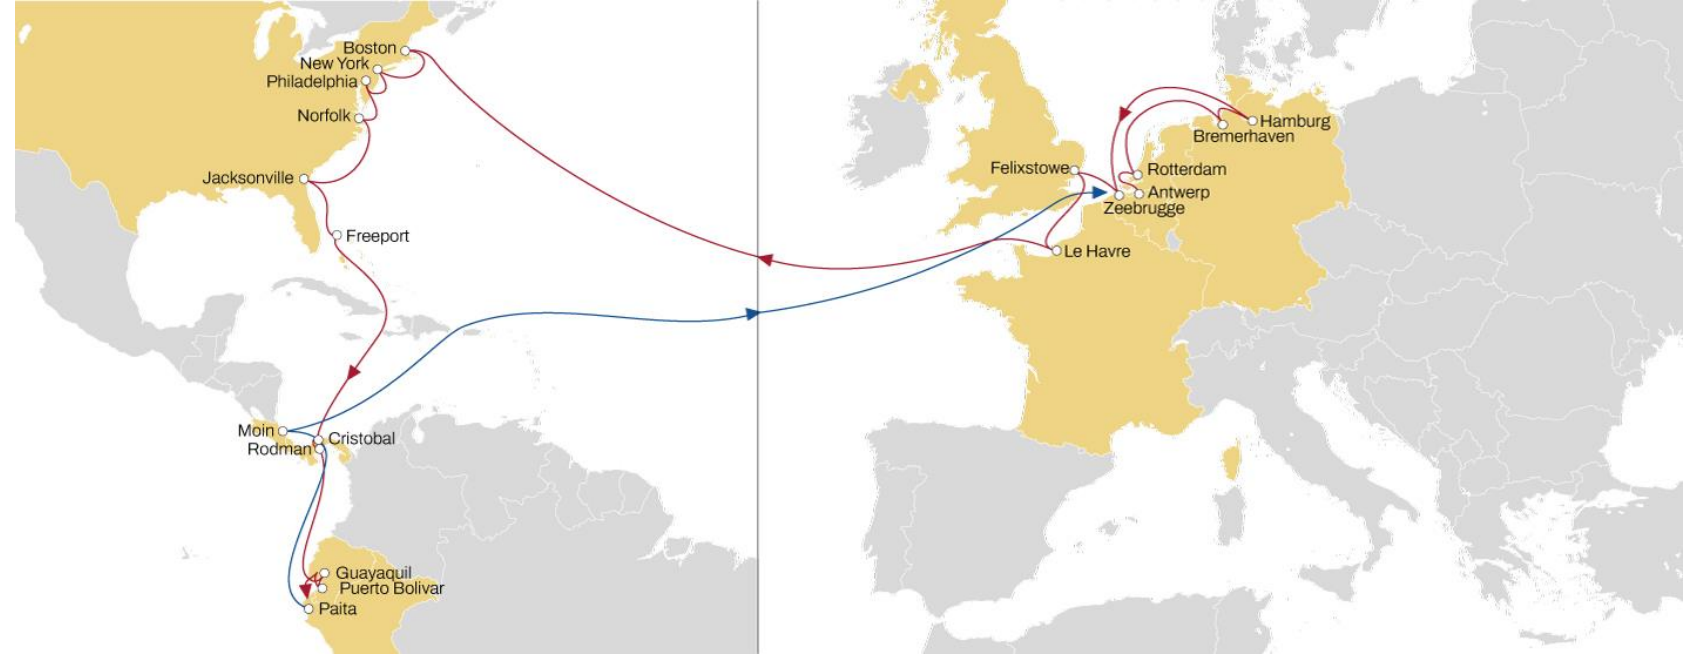 Boston
New York
Philadelphia
Norfolk
Jacksonville
Freeport
Moin
Cristobal
Rodman
Guayaquil
Puerto Bolivar
Paita
Hamburg
Bremerhaven
Felixstowe
Rotterdam
Antwerp
Zeebrugge
Le Havre